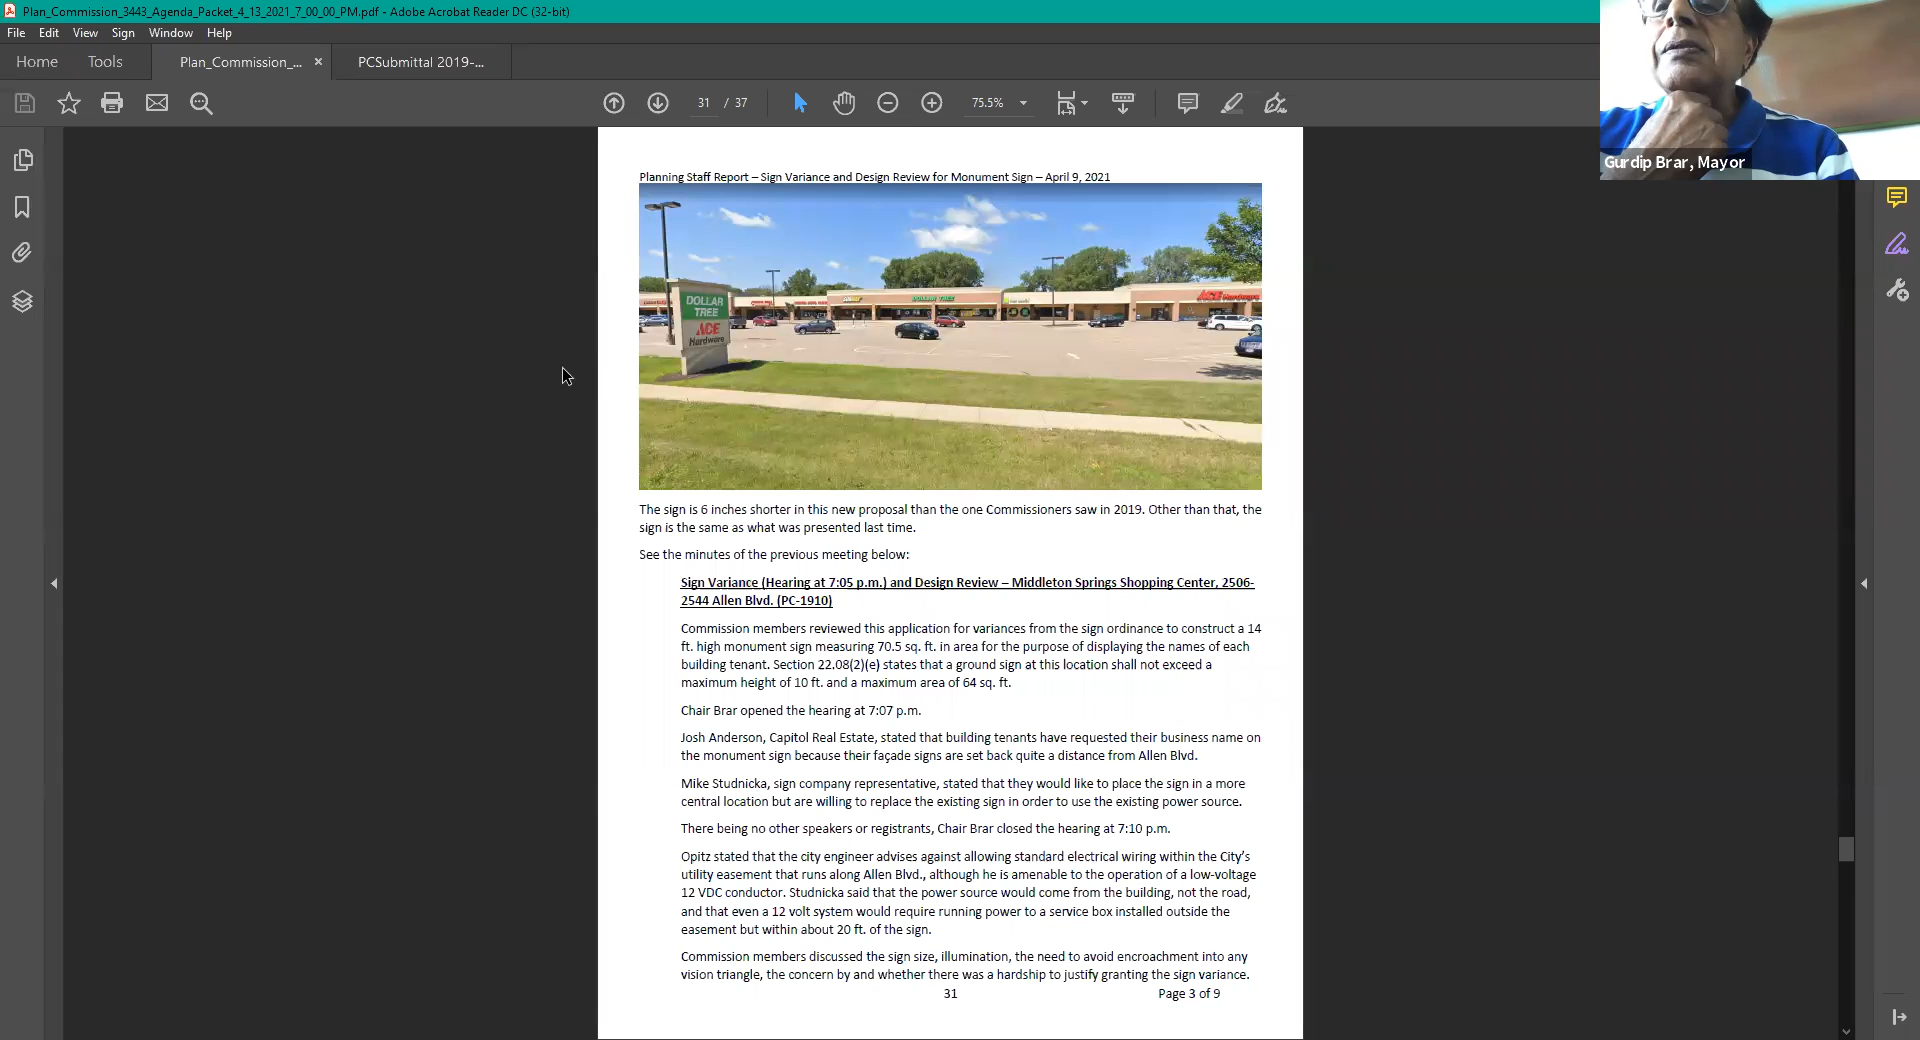 Plan_Commission_3443_Agenda_Packet_4_13_2021_7_00_00_PM.pdf - Adobe Acrobat Reader DC (32-bit)
File Edit View Sign Window Help
Home Tools Plan_Commission_... × PCSubmittal 2019-...
31 / 37 75.5%
Gurdip Brar, Mayor
Planning Staff Report – Sign Variance and Design Review for Monument Sign – April 9, 2021
DOLLAR
TREE
ACE
Hardware
DOLLAR TREE
ACE Hardware
The sign is 6 inches shorter in this new proposal than the one Commissioners saw in 2019. Other than that, the
sign is the same as what was presented last time.
See the minutes of the previous meeting below:
Sign Variance (Hearing at 7:05 p.m.) and Design Review – Middleton Springs Shopping Center, 2506-
2544 Allen Blvd. (PC-1910)
Commission members reviewed this application for variances from the sign ordinance to construct a 14
ft. high monument sign measuring 70.5 sq. ft. in area for the purpose of displaying the names of each
building tenant. Section 22.08(2)(e) states that a ground sign at this location shall not exceed a
maximum height of 10 ft. and a maximum area of 64 sq. ft.
Chair Brar opened the hearing at 7:07 p.m.
Josh Anderson, Capitol Real Estate, stated that building tenants have requested their business name on
the monument sign because their façade signs are set back quite a distance from Allen Blvd.
Mike Studnicka, sign company representative, stated that they would like to place the sign in a more
central location but are willing to replace the existing sign in order to use the existing power source.
There being no other speakers or registrants, Chair Brar closed the hearing at 7:10 p.m.
Opitz stated that the city engineer advises against allowing standard electrical wiring within the City's
utility easement that runs along Allen Blvd., although he is amenable to the operation of a low-voltage
12 VDC conductor. Studnicka said that the power source would come from the building, not the road,
and that even a 12 volt system would require running power to a service box installed outside the
easement but within about 20 ft. of the sign.
Commission members discussed the sign size, illumination, the need to avoid encroachment into any
vision triangle, the concern by and whether there was a hardship to justify granting the sign variance.
31 Page 3 of 9